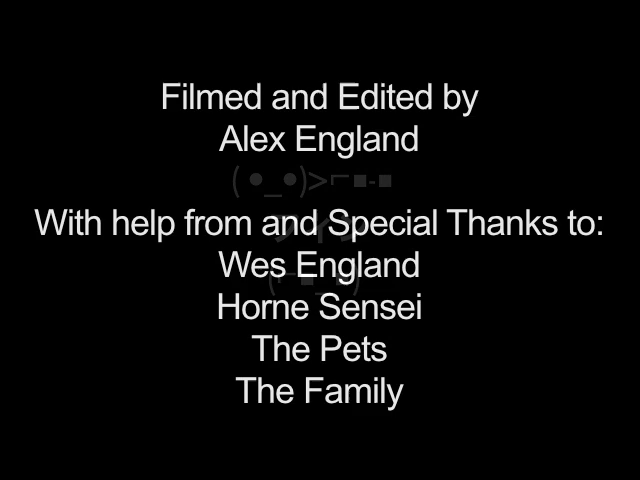 Filmed and Edited by
Alex England
( •_•)>⌐■-■
With help from and Special Thanks to:
Wes England
Horne Sensei
The Pets
The Family